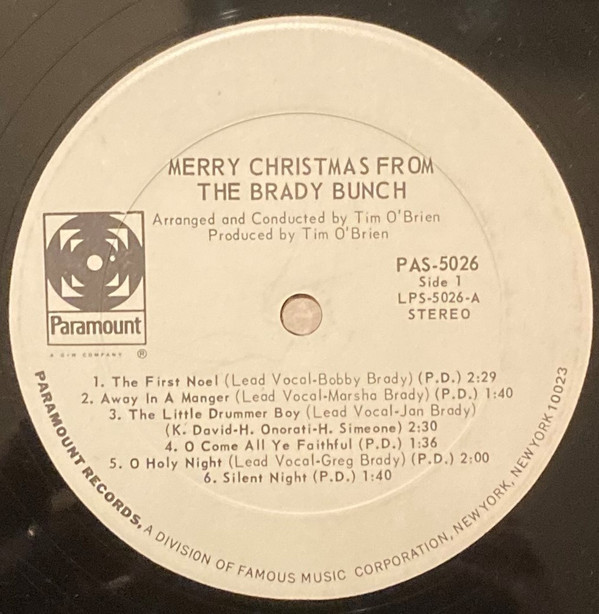 MERRY CHRISTMAS FROM
THE BRADY BUNCH
Arranged and Conducted by Tim O'Brien
Produced by Tim O'Brien
Paramount
A G+W COMPANY ®
PAS-5026
Side 1
LPS-5026-A
STEREO
1. The First Noel (Lead Vocal-Bobby Brady) (P.D.) 2:29
2. Away In A Manger (Lead Vocal-Marsha Brady) (P.D.) 1:40
3. The Little Drummer Boy (Lead Vocal-Jan Brady)
(K. David-H. Onorati-H. Simeone) 2:30
4. O Come All Ye Faithful (P.D.) 1:36
5. O Holy Night (Lead Vocal-Greg Brady) (P.D.) 2:00
6. Silent Night (P.D.) 1:40
PARAMOUNT RECORDS, A DIVISION OF FAMOUS MUSIC CORPORATION, NEW YORK, NEW YORK 10023